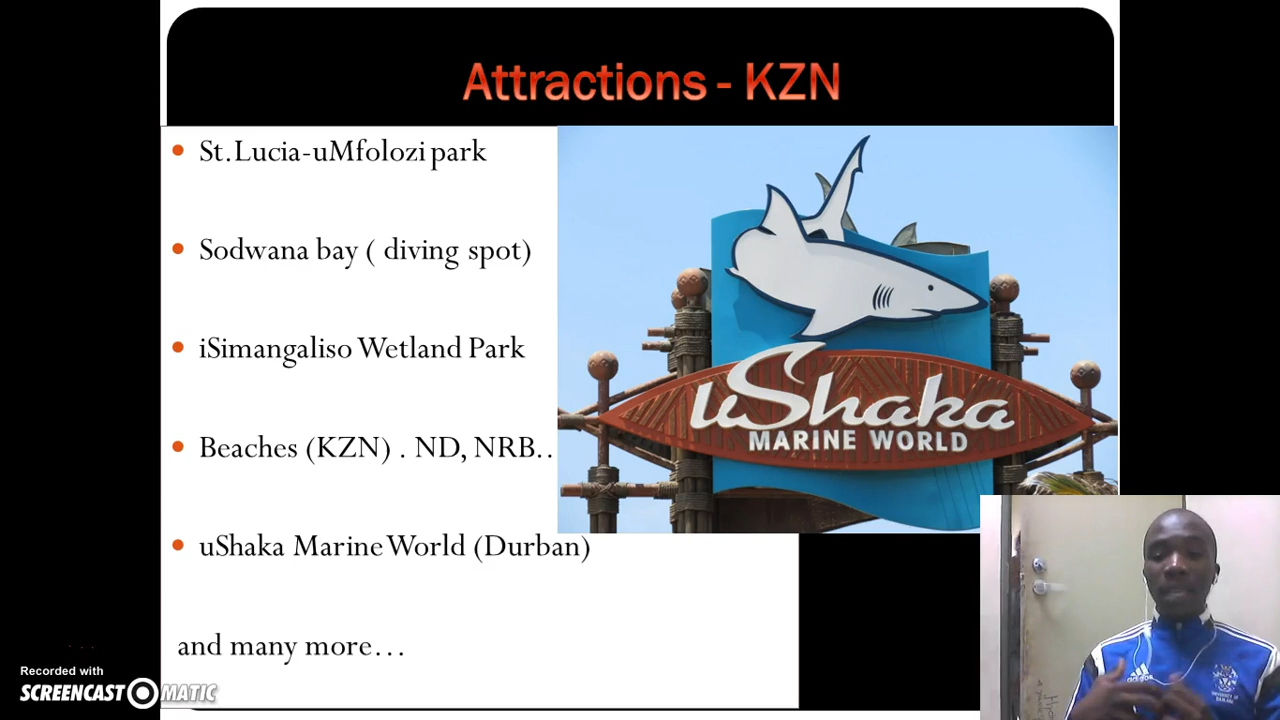 Attractions - KZN
St.Lucia-uMfolozi park
Sodwana bay ( diving spot)
iSimangaliso Wetland Park
Beaches (KZN) . ND, NRB..
uShaka Marine World (Durban)
and many more…
uShaka
MARINE WORLD
adidas
Recorded with
SCREENCAST MATIC